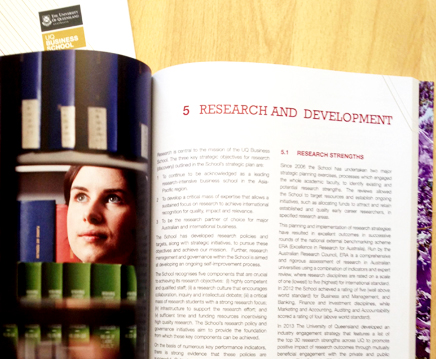 THE UNIVERSITY
OF QUEENSLAND
AUSTRALIA
UQ
BUSINESS
SCHOOL
5 RESEARCH AND DEVELOPMENT
Research is central to the mission of the UQ Business
School. The three key strategic objectives for research
outlined in the School's strategic plan are:
To continue to be acknowledged as a leading
research-intensive business school in the Asia
Pacific region.
To develop a critical mass of expertise that allows a
sustained focus on research to achieve international
recognition for quality, impact and relevance.
To be the research partner of choice for major
Australian and international business.
The School has developed research policies and
targets, along with strategic initiatives, to pursue these
objectives and achieve our mission. Further, research
management and governance within the School is aimed
a developing an ongoing self-improvement process.
The School recognises five components that are crucial
to achieving its research objectives: (i) highly competent
and qualified staff, (ii) a research culture that encourages
collaboration, inquiry and intellectual debate; (iii) a critical
mass of research students with a strong research focus;
(iv) infrastructure to support the research effort and
(v) sufficient time and funding resources
high quality research. The School's research policy and
governance initiatives aim to provide the foundation
from which these key components can be achieved.
On the basis of numerous key performance indicators,
there is strong evidence that these policies are
5.1 RESEARCH STRENGTHS
Since 2006 the School has undertaken two major
strategic planning exercises, processes which engaged
the whole academic faculty, to identify existing and
potential research strengths. The reviews allowed
the School to target resources and establish ongoing
initiatives, such as allocating funds to attract and retain
established and quality early career researchers, in
specified research areas.
This planning and implementation of research strategies
have resulted in excellent outcomes in successive
rounds of the national external benchmarking scheme
ERA (Excellence in Research for Australia). Run by the
Australian Research Council, ERA is a comprehensive
and rigorous assessment of research in Australian
universities using a combination of indicators and expert
review, where research disciplines are rated on a scale
of one (lowest) to five (highest) for international standard.
In 2012 the School achieved a rating of five (well above
world standard) for Business and Management, and
Banking, Finance and Investment disciplines, while
Marketing and Accounting, Auditing and Accountability
scored a rating of four (above world standard).
In 2013 The University of Queensland developed an
industry engagement strategy that features a list of
the top 30 research strengths across UQ to promote
positive impact of research outcomes through mutually
beneficial engagement with the private and public